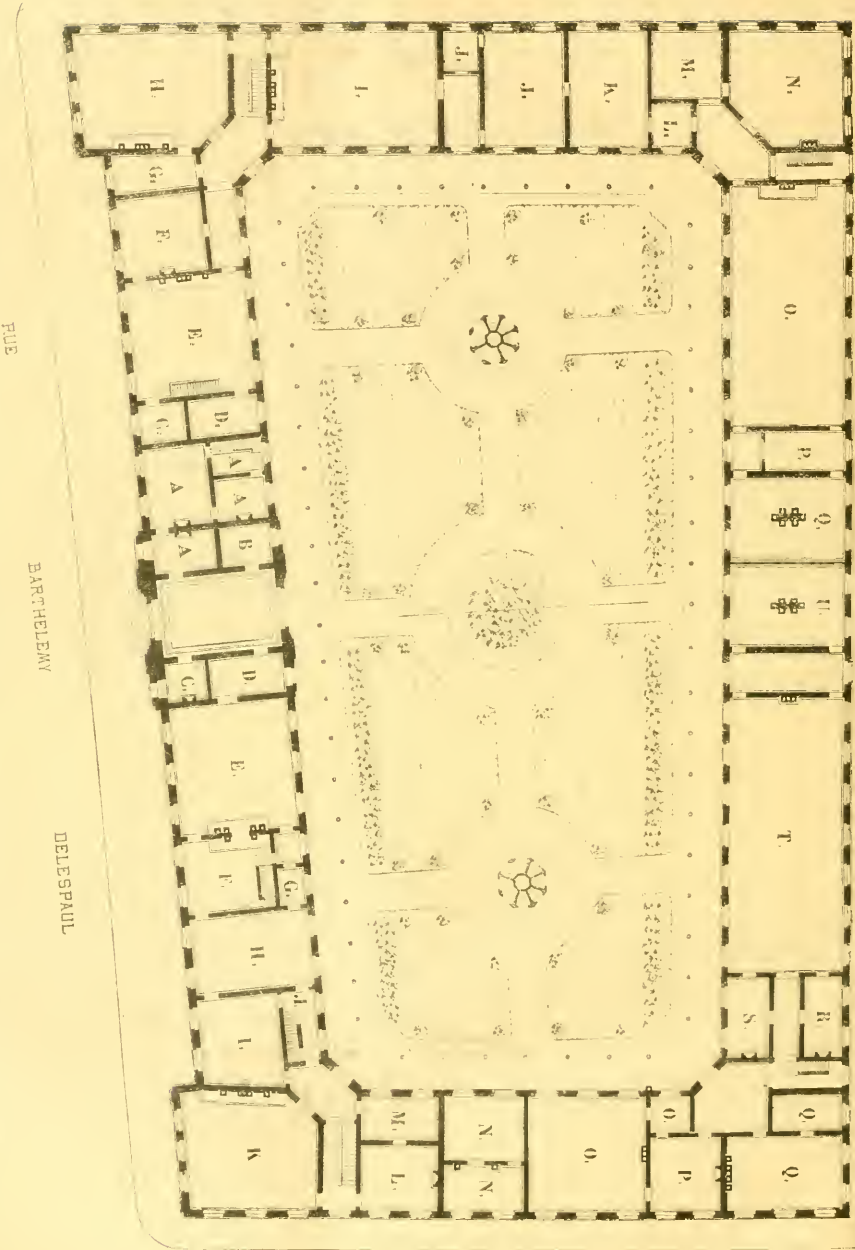 RUE BARTHELEMY DELESPAUL
H.
I.
J.
J.
K.
L.
M.
N.
G.
F.
E.
C.
D.
A
A
A
A
B
O.
P.
Q.
U.
C.
D.
E.
F.
G.
H.
J.
I.
K
T.
S.
R
M.
L.
N.
N.
O.
O.
P.
Q.
Q.